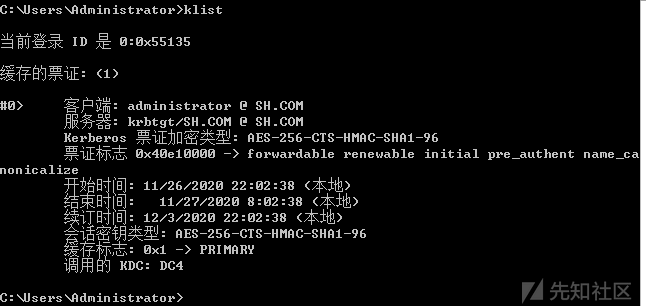 C:\Users\Administrator>klist
当前登录 ID 是 0:0x55135
缓存的票证: (1)
#0>     客户端: administrator @ SH.COM
服务器: krbtgt/SH.COM @ SH.COM
Kerberos 票证加密类型: AES-256-CTS-HMAC-SHA1-96
票证标志 0x40e10000 -> forwardable renewable initial pre_authent name_ca
nonicalize
开始时间: 11/26/2020 22:02:38 (本地)
结束时间:   11/27/2020 8:02:38 (本地)
续订时间: 12/3/2020 22:02:38 (本地)
会话密钥类型: AES-256-CTS-HMAC-SHA1-96
缓存标志: 0x1 -> PRIMARY
调用的 KDC: DC4
C:\Users\Administrator>
先知社区